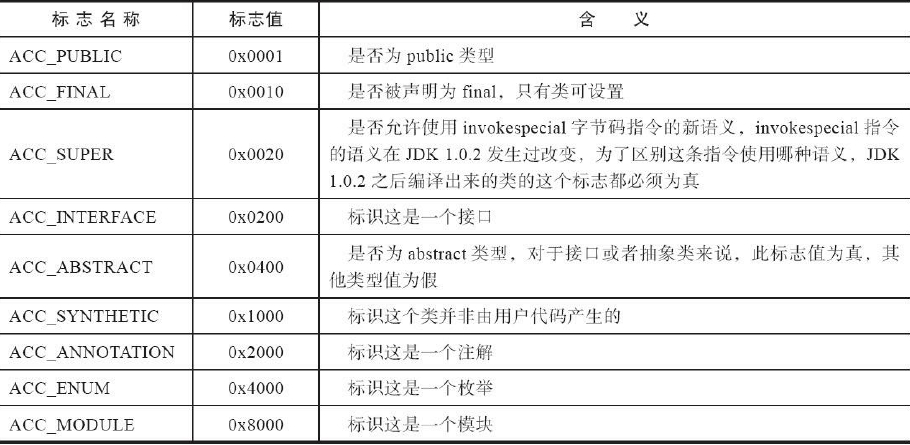 标志名称 标志值 含 义
ACC_PUBLIC 0x0001 是否为 public 类型
ACC_FINAL 0x0010 是否被声明为 final，只有类可设置
是否允许使用 invokespecial 字节码指令的新语义，invokespecial 指令
ACC_SUPER 0x0020 的语义在 JDK 1.0.2 发生过改变，为了区别这条指令使用哪种语义，JDK
1.0.2 之后编译出来的类的这个标志都必须为真
ACC_INTERFACE 0x0200 标识这是一个接口
ACC_ABSTRACT 0x0400 是否为 abstract 类型，对于接口或者抽象类来说，此标志值为真，其
他类型值为假
ACC_SYNTHETIC 0x1000 标识这个类并非由用户代码产生的
ACC_ANNOTATION 0x2000 标识这是一个注解
ACC_ENUM 0x4000 标识这是一个枚举
ACC_MODULE 0x8000 标识这是一个模块